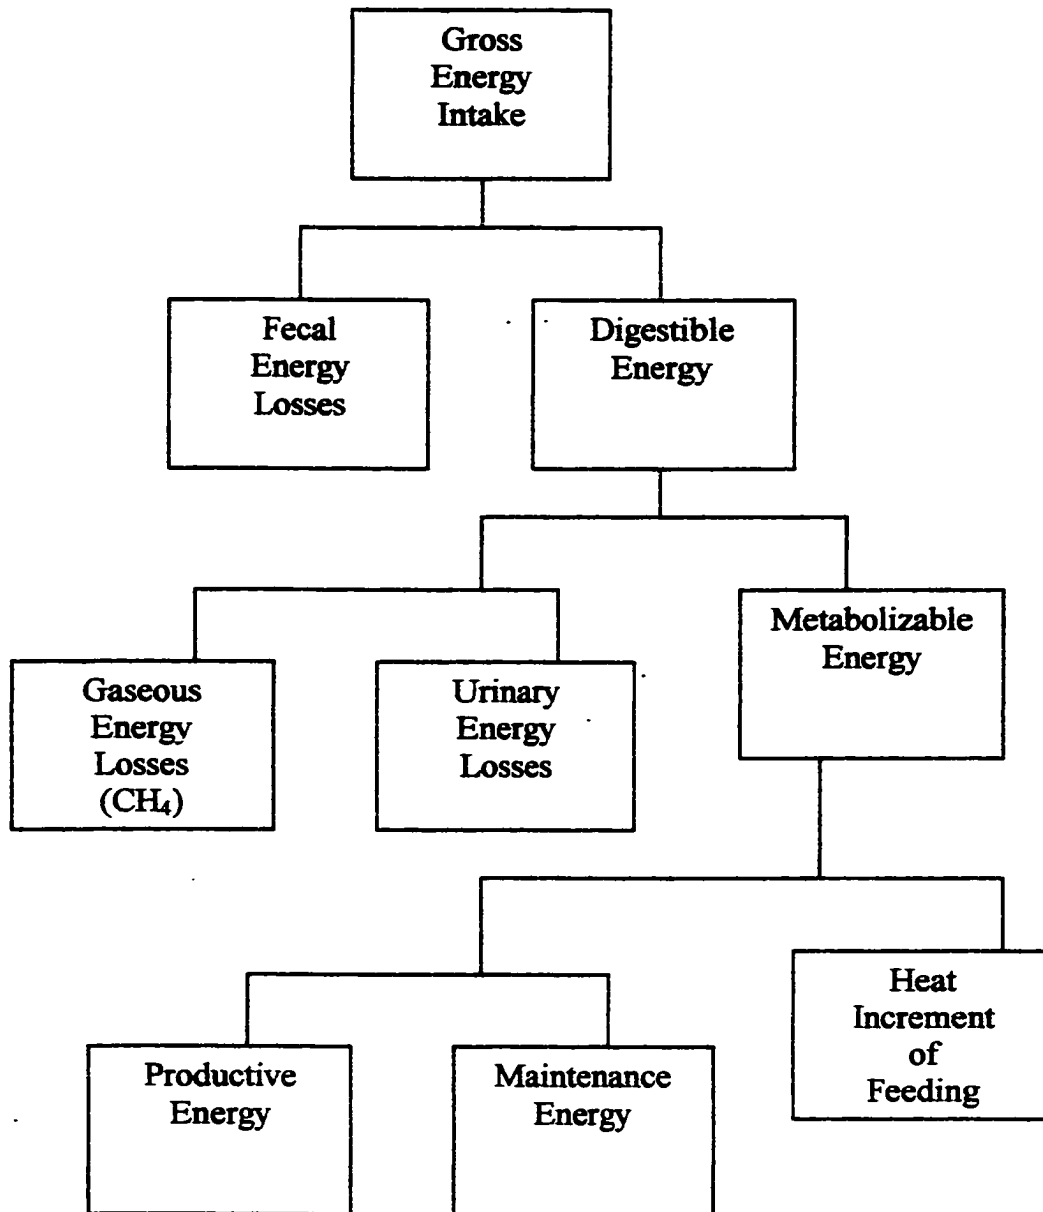 Gross
Energy
Intake
Fecal
Energy
Losses
Digestible
Energy
Gaseous
Energy
Losses
(CH₄)
Urinary
Energy
Losses
Metabolizable
Energy
Productive
Energy
Maintenance
Energy
Heat
Increment
of
Feeding